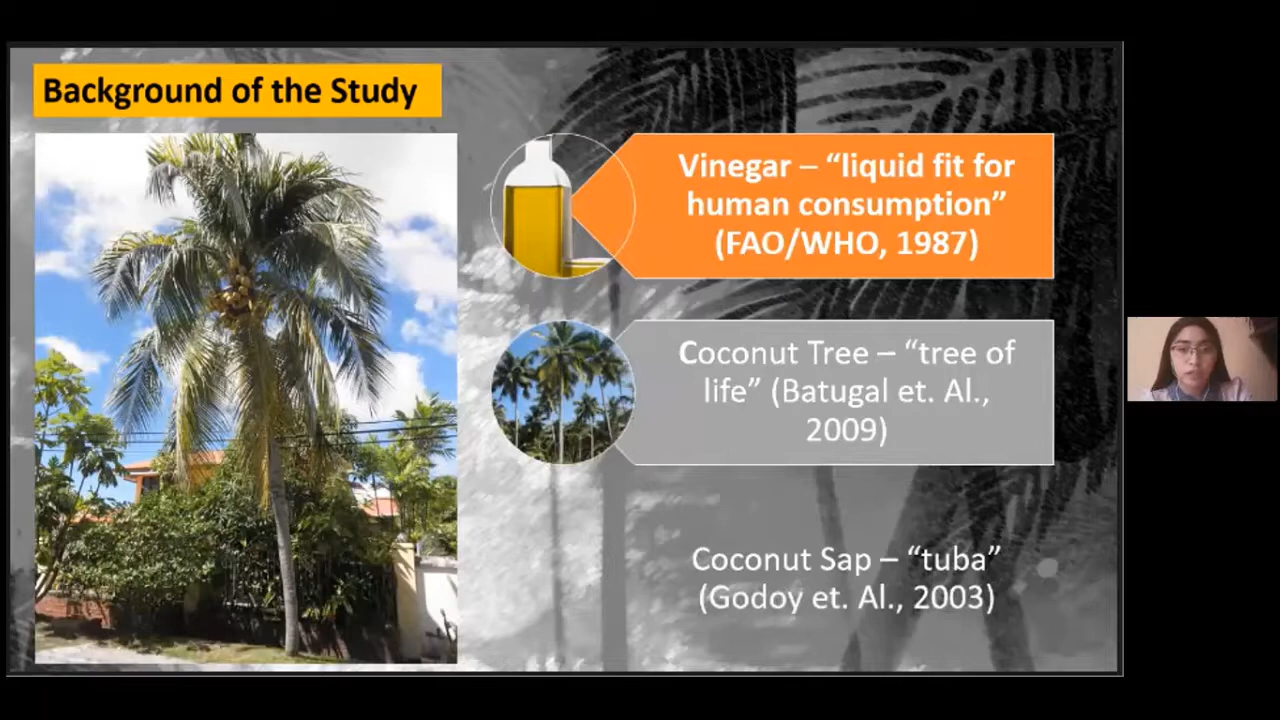 Background of the Study
Vinegar – “liquid fit for
human consumption”
(FAO/WHO, 1987)
Coconut Tree – “tree of
life” (Batugal et. Al.,
2009)
Coconut Sap – “tuba”
(Godoy et. Al., 2003)